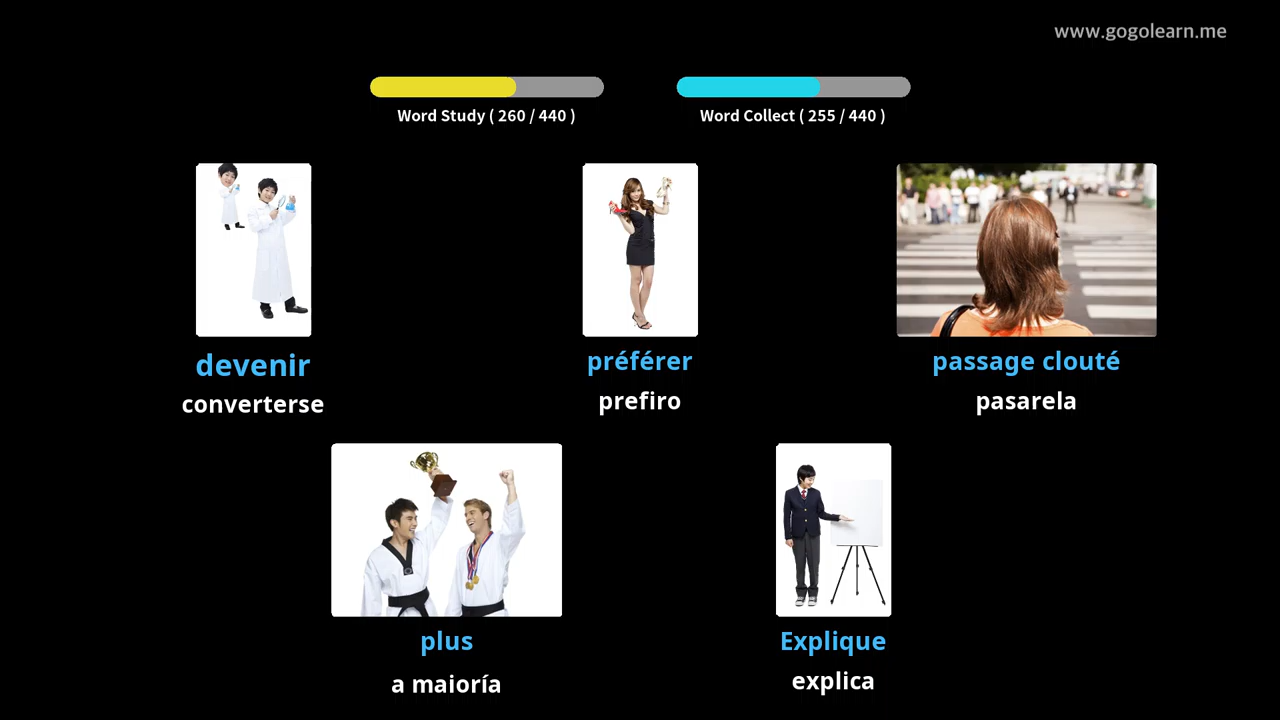 www.gogolearn.me
Word Study ( 260 / 440 )
Word Collect ( 255 / 440 )
devenir
converterse
préférer
prefiro
passage clouté
pasarela
plus
a maioría
Explique
explica